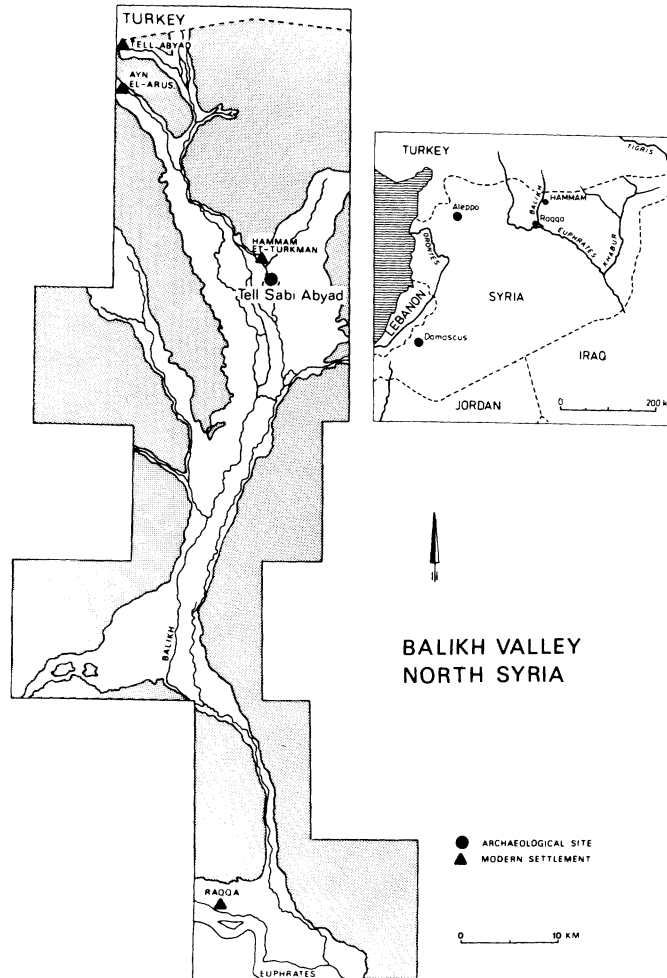 TURKEY
TELL ABYAD
AYN
EL-ARUS
HAMMAM
ET-TURKMAN
Tell Sabi Abyad
BALIKH
RAQQA
EUPHRATES
TURKEY
TIGRIS
BALIKH
HAMMAM
Aleppo
Raqqa
EUPHRATES
KHABUR
ORONTES
SYRIA
LEBANON
Damascus
IRAQ
JORDAN
0 200 K
BALIKH VALLEY
NORTH SYRIA
ARCHAEOLOGICAL SITE
MODERN SETTLEMENT
0 10 KM